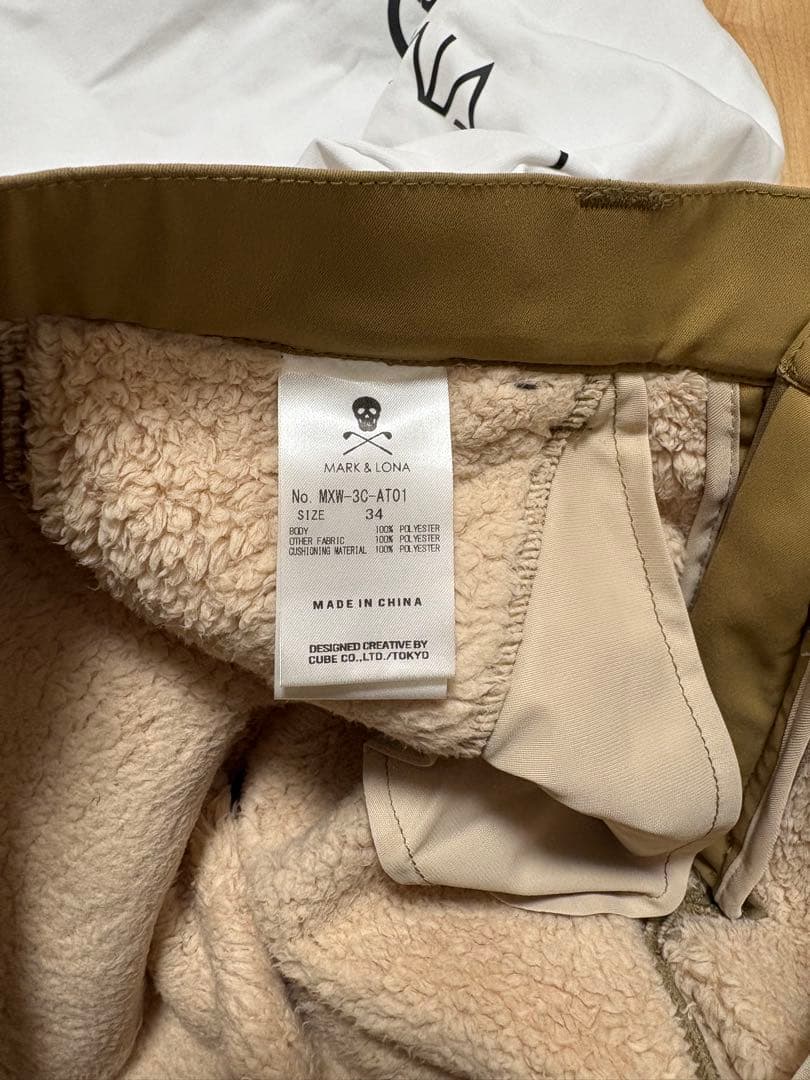 MARK & LONA
No. MXW-3C-AT01
SIZE 34
BODY 100% POLYESTER
OTHER FABRIC 100% POLYESTER
CUSHIONING MATERIAL 100% POLYESTER
MADE IN CHINA
DESIGNED CREATIVE BY
CUBE CO.,LTD./TOKYO